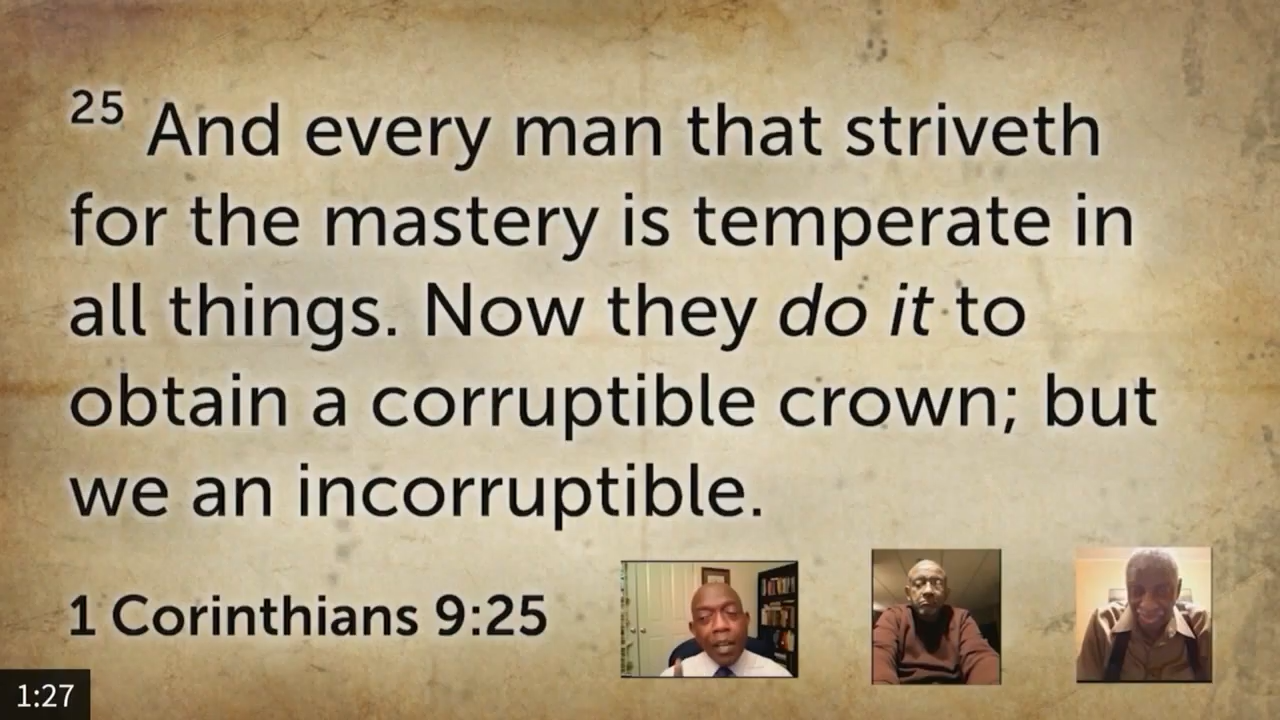 25 And every man that striveth
for the mastery is temperate in
all things. Now they do it to
obtain a corruptible crown; but
we an incorruptible.
1 Corinthians 9:25
1:27